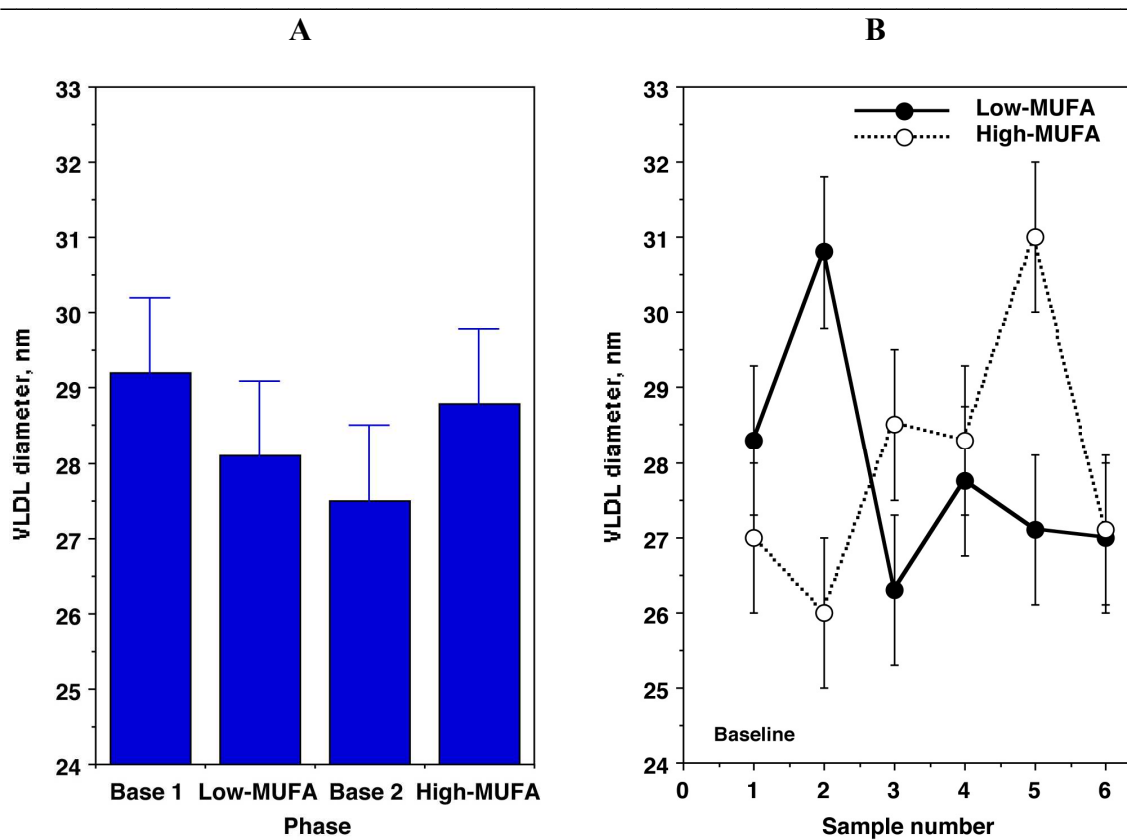 A
VLDL diameter, nm
33
32
31
30
29
28
27
26
25
24
Base 1 Low-MUFA Base 2 High-MUFA
Phase
B
VLDL diameter, nm
33
32
31
30
29
28
27
26
25
24
Low-MUFA
High-MUFA
Baseline
0 1 2 3 4 5 6
Sample number